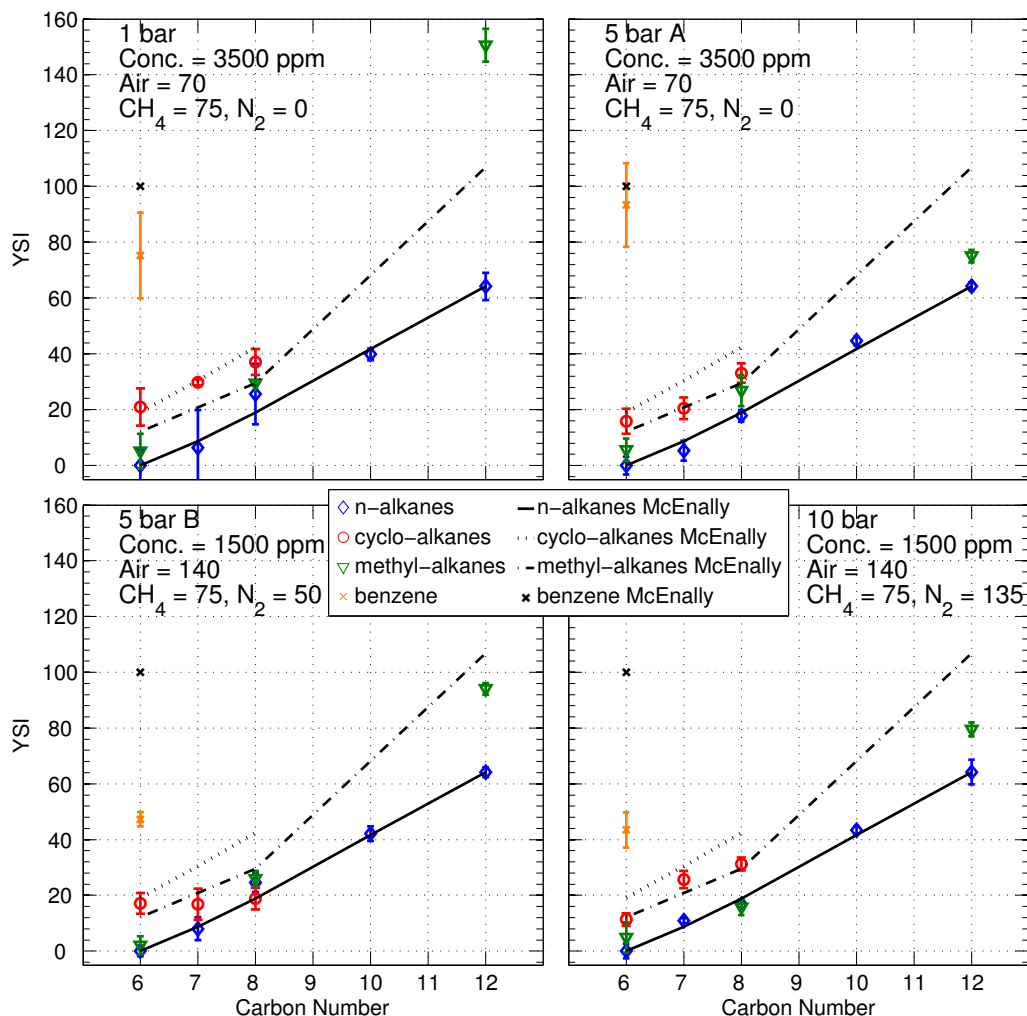 1 bar
Conc. = 3500 ppm
Air = 70
CH4 = 75, N2 = 0
160
140
120
100
80
60
40
20
0
YSI
5 bar A
Conc. = 3500 ppm
Air = 70
CH4 = 75, N2 = 0
5 bar B
Conc. = 1500 ppm
Air = 140
CH4 = 75, N2 = 50
160
140
120
100
80
60
40
20
0
YSI
6 7 8 9 10 11 12
Carbon Number
n−alkanes
cyclo−alkanes
methyl−alkanes
benzene
n−alkanes McEnally
cyclo−alkanes McEnally
methyl−alkanes McEnally
benzene McEnally
10 bar
Conc. = 1500 ppm
Air = 140
CH4 = 75, N2 = 135
6 7 8 9 10 11 12
Carbon Number